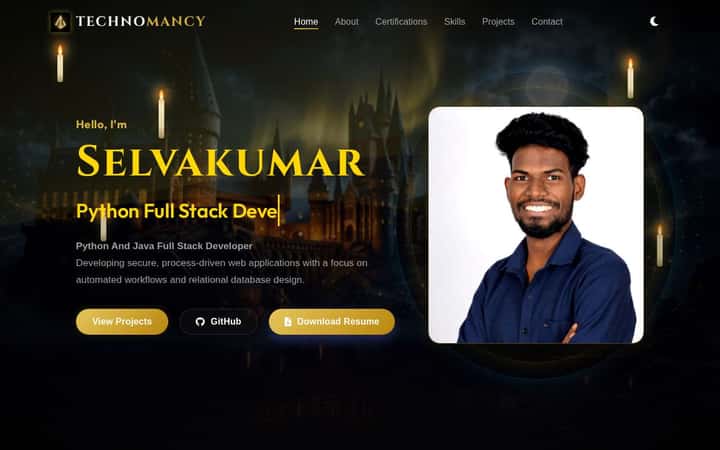 TECHNOMANCY
Home About Certifications Skills Projects Contact
Hello, I'm
SELVAKUMAR
Python Full Stack Deve
Python And Java Full Stack Developer
Developing secure, process-driven web applications with a focus on
automated workflows and relational database design.
View Projects GitHub Download Resume